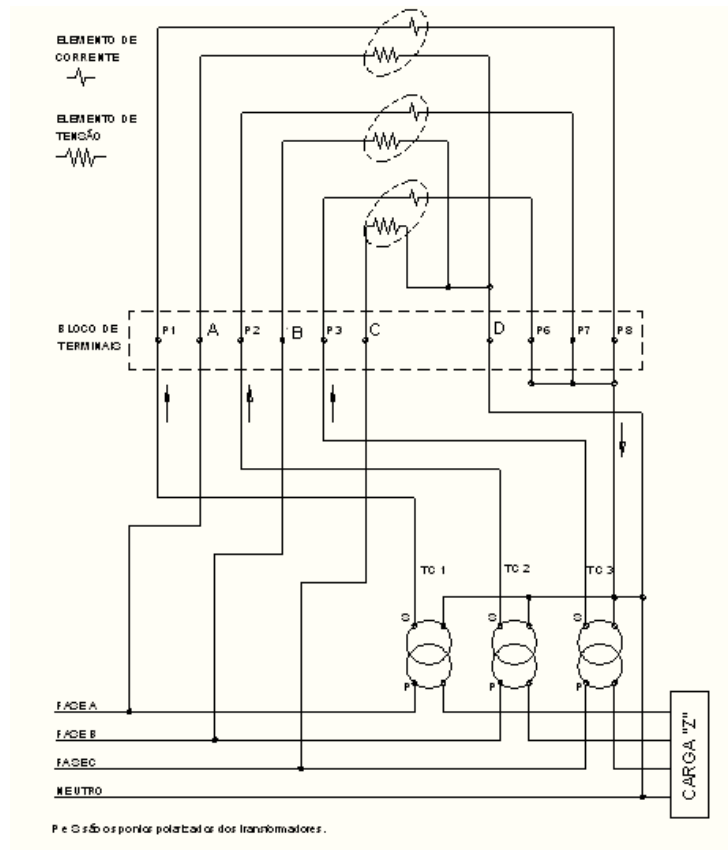 ELEMENTO DE
CORRENTE
ELEMENTO DE
TENSÃO
BLOCO DE
TERMINAIS
P1 A P2 B P3 C D P6 P7 P8
TC 1 TC 2 TC 3
S S S
P P P
FASE A
FASE B
FASE C
NEUTRO
CARGA "Z"
P e S são os pontos polarizados dos transformadores.